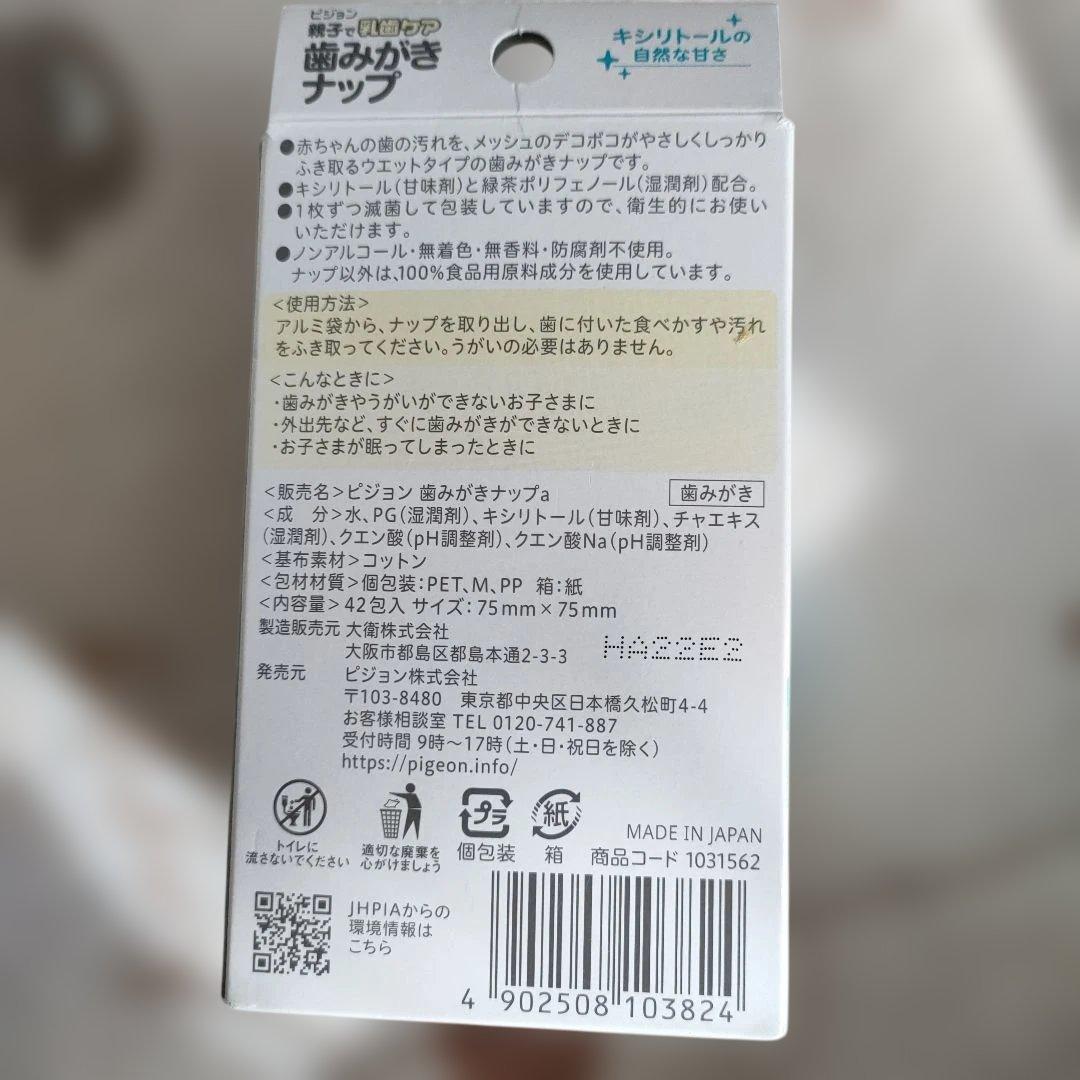 ピジョン
親子で乳歯ケア
歯みがき
ナップ
キシリトールの
自然な甘さ
●赤ちゃんの歯の汚れを、メッシュのデコボコがやさしくしっかり
ふき取るウエットタイプの歯みがきナップです。
●キシリトール(甘味剤)と緑茶ポリフェノール(湿潤剤)配合。
●1枚ずつ滅菌して包装していますので、衛生的にお使い
いただけます。
●ノンアルコール・無着色・無香料・防腐剤不使用。
ナップ以外は、100%食品用原料成分を使用しています。
<使用方法>
アルミ袋から、ナップを取り出し、歯に付いた食べかすや汚れ
をふき取ってください。うがいの必要はありません。
<こんなときに>
・歯みがきやうがいができないお子さまに
・外出先など、すぐに歯みがきができないときに
・お子さまが眠ってしまったときに
<販売名>ピジョン 歯みがきナップa 歯みがき
<成 分>水、PG(湿潤剤)、キシリトール(甘味剤)、チャエキス
(湿潤剤)、クエン酸(pH調整剤)、クエン酸Na(pH調整剤)
<基布素材>コットン
<包材材質>個包装:PET、M、PP 箱:紙
<内容量>42包入 サイズ:75mm×75mm
製造販売元 大衛株式会社
大阪市都島区都島本通2-3-3
HA22E2
発売元 ピジョン株式会社
〒103-8480 東京都中央区日本橋久松町4-4
お客様相談室 TEL 0120-741-887
受付時間 9時~17時(土・日・祝日を除く)
https://pigeon.info/
トイレに
流さないでください
適切な廃棄を
心がけましょう
プラ
個包装
紙
箱
MADE IN JAPAN
商品コード 1031562
JHPIAからの
環境情報は
こちら
4 902508 103824